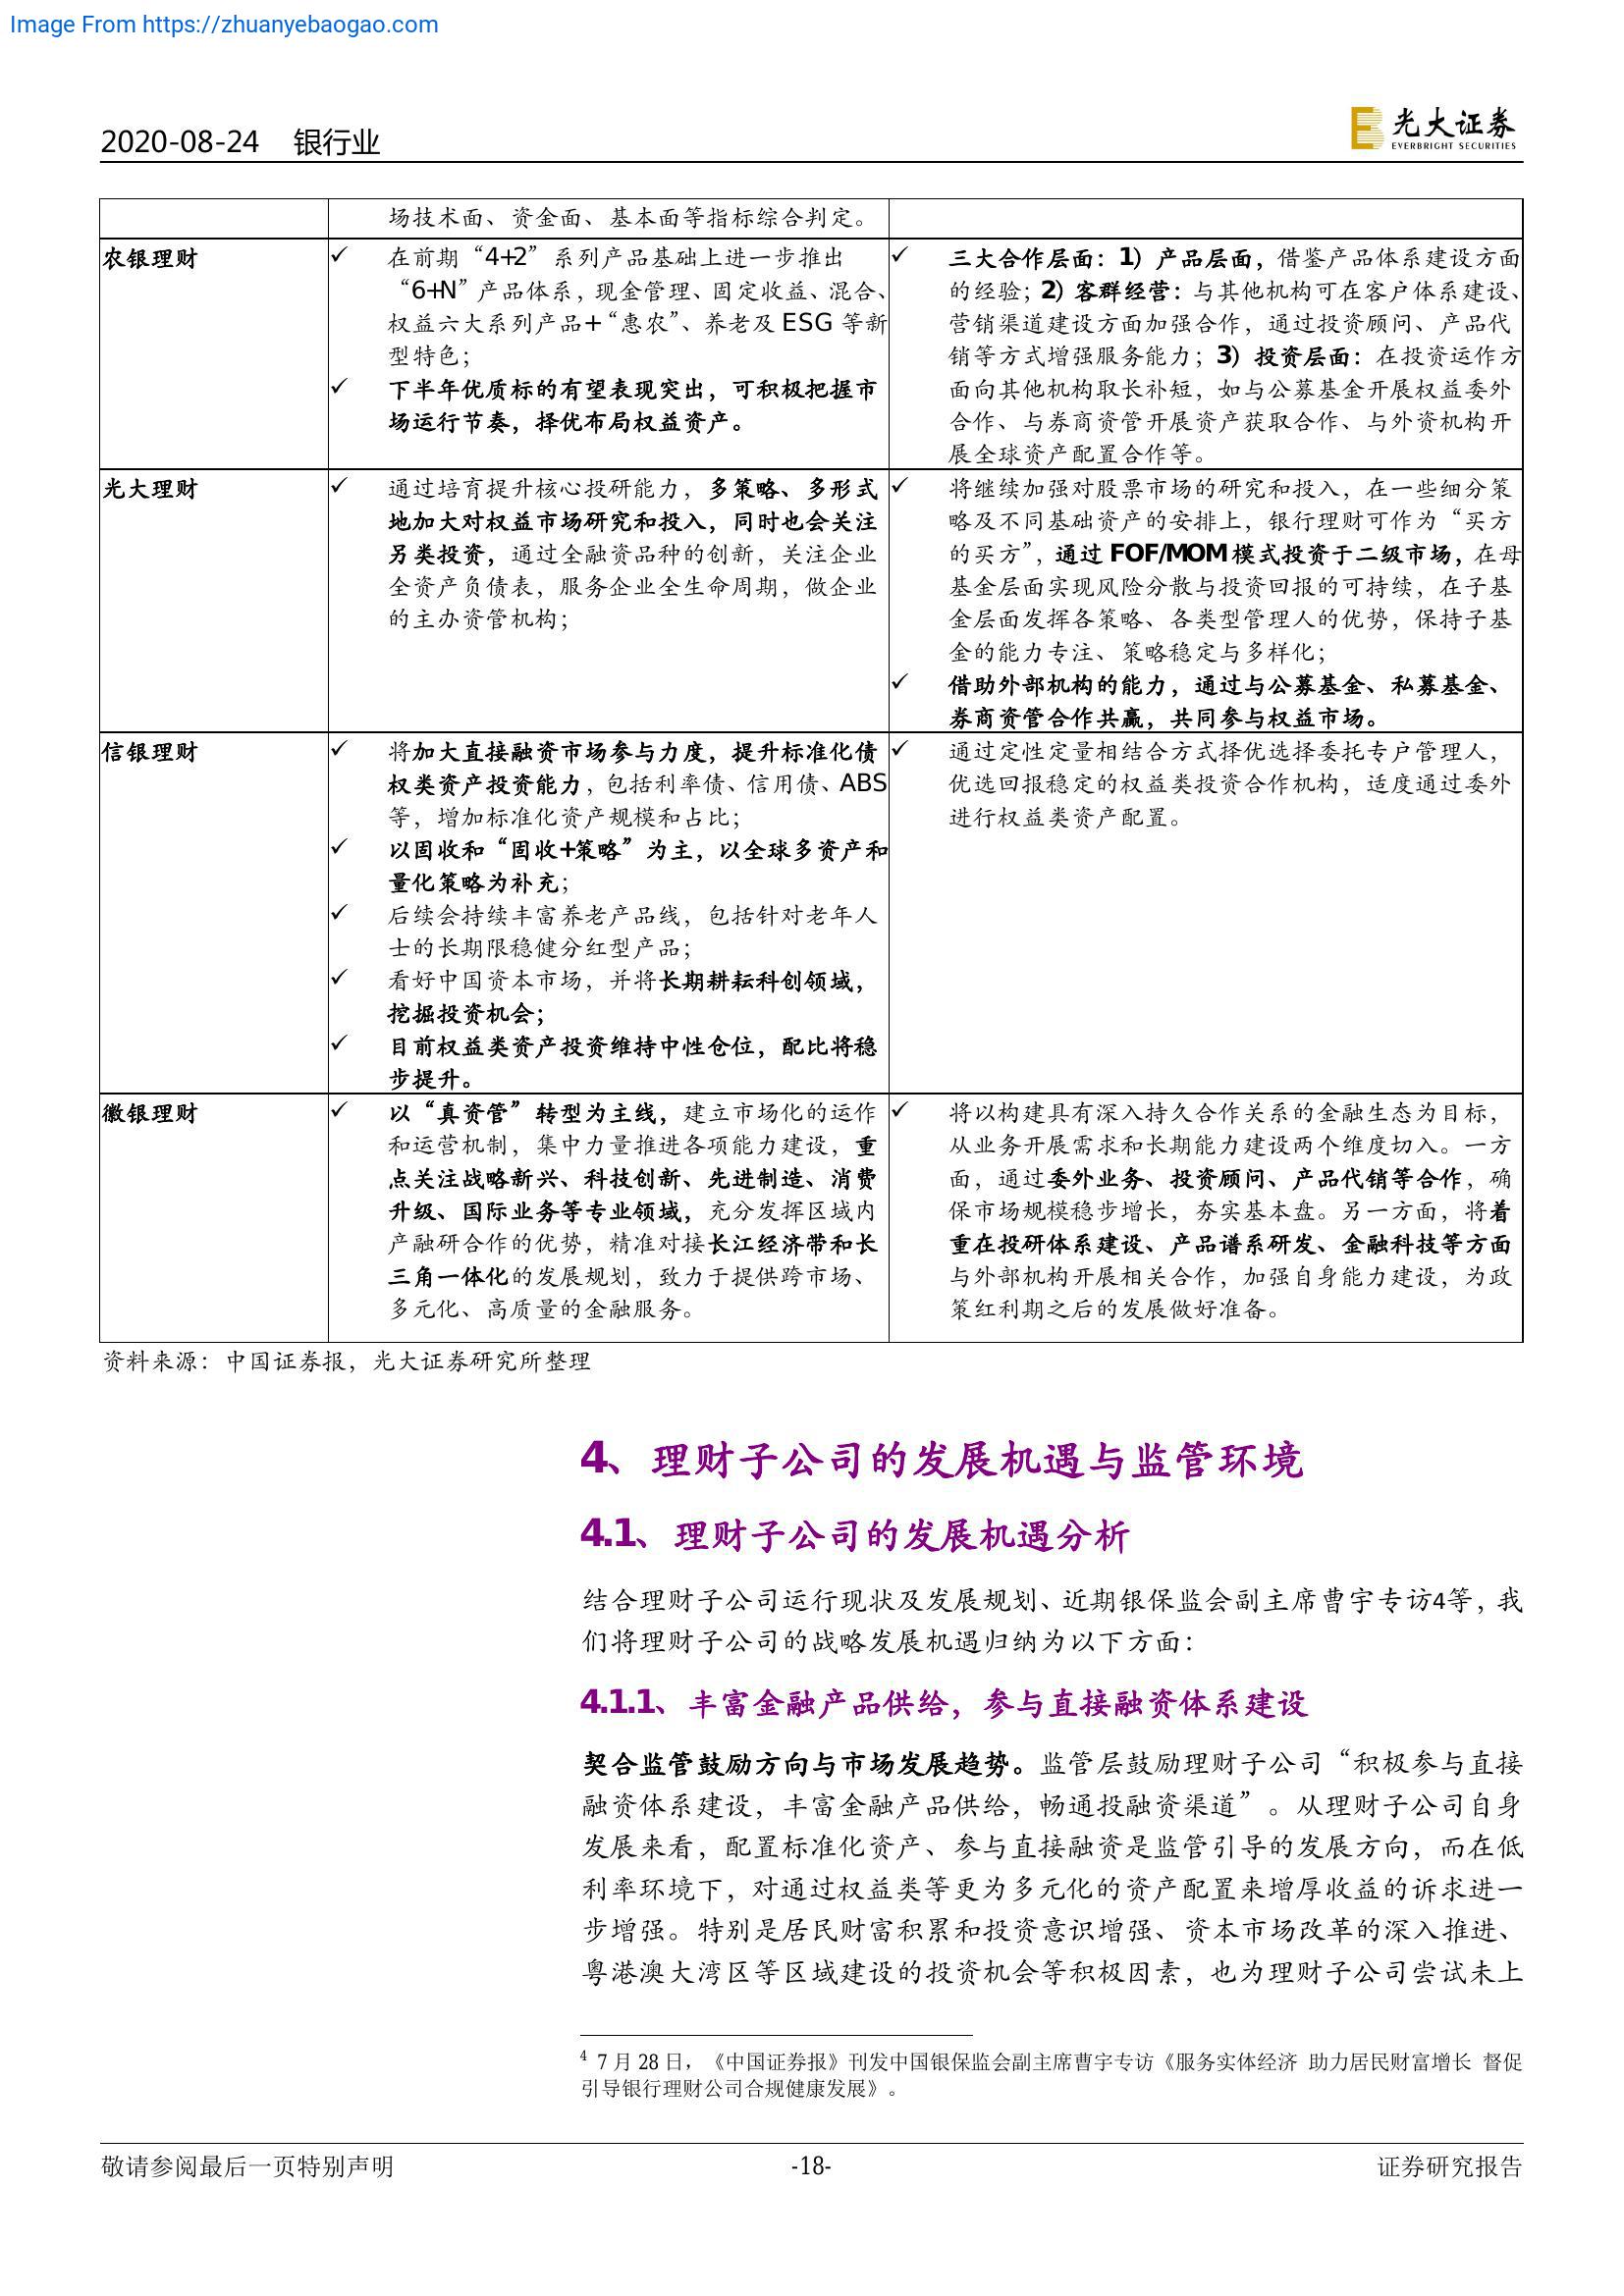 Image From https://zhuanyebaogao.com
2020-08-24 银行业
光大证券
EVERBRIGHT SECURITIES
场技术面、资金面、基本面等指标综合判定。
农银理财
✓ 在前期“4+2”系列产品基础上进一步推出
“6+N”产品体系，现金管理、固定收益、混合、
权益六大系列产品+“惠农”、养老及 ESG 等新
型特色；
✓ 下半年优质标的有望表现突出，可积极把握市
场运行节奏，择优布局权益资产。
✓ 三大合作层面：1）产品层面，借鉴产品体系建设方面
的经验；2）客群经营：与其他机构可在客户体系建设、
营销渠道建设方面加强合作，通过投资顾问、产品代
销等方式增强服务能力；3）投资层面：在投资运作方
面向其他机构取长补短，如与公募基金开展权益委外
合作、与券商资管开展资产获取合作、与外资机构开
展全球资产配置合作等。
光大理财
✓ 通过培育提升核心投研能力，多策略、多形式
地加大对权益市场研究和投入，同时也会关注
另类投资，通过全融资品种的创新，关注企业
全资产负债表，服务企业全生命周期，做企业
的主办资管机构；
✓ 将继续加强对股票市场的研究和投入，在一些细分策
略及不同基础资产的安排上，银行理财可作为“买方
的买方”，通过 FOF/MOM 模式投资于二级市场，在母
基金层面实现风险分散与投资回报的可持续，在子基
金层面发挥各策略、各类型管理人的优势，保持子基
金的能力专注、策略稳定与多样化；
✓ 借助外部机构的能力，通过与公募基金、私募基金、
券商资管合作共赢，共同参与权益市场。
信银理财
✓ 将加大直接融资市场参与力度，提升标准化债
权类资产投资能力，包括利率债、信用债、ABS
等，增加标准化资产规模和占比；
✓ 以固收和“固收+策略”为主，以全球多资产和
量化策略为补充；
✓ 后续会持续丰富养老产品线，包括针对老年人
士的长期限稳健分红型产品；
✓ 看好中国资本市场，并将长期耕耘科创领域，
挖掘投资机会；
✓ 目前权益类资产投资维持中性仓位，配比将稳
步提升。
✓ 通过定性定量相结合方式择优选择委托专户管理人，
优选回报稳定的权益类投资合作机构，适度通过委外
进行权益类资产配置。
徽银理财
✓ 以“真资管”转型为主线，建立市场化的运作
和运营机制，集中力量推进各项能力建设，重
点关注战略新兴、科技创新、先进制造、消费
升级、国际业务等专业领域，充分发挥区域内
产融研合作的优势，精准对接长江经济带和长
三角一体化的发展规划，致力于提供跨市场、
多元化、高质量的金融服务。
✓ 将以构建具有深入持久合作关系的金融生态为目标，
从业务开展需求和长期能力建设两个维度切入。一方
面，通过委外业务、投资顾问、产品代销等合作，确
保市场规模稳步增长，夯实基本盘。另一方面，将着
重在投研体系建设、产品谱系研发、金融科技等方面
与外部机构开展相关合作，加强自身能力建设，为政
策红利期之后的发展做好准备。
资料来源：中国证券报，光大证券研究所整理
4、理财子公司的发展机遇与监管环境
4.1、理财子公司的发展机遇分析
结合理财子公司运行现状及发展规划、近期银保监会副主席曹宇专访4等，我
们将理财子公司的战略发展机遇归纳为以下方面：
4.1.1、丰富金融产品供给，参与直接融资体系建设
契合监管鼓励方向与市场发展趋势。监管层鼓励理财子公司“积极参与直接
融资体系建设，丰富金融产品供给，畅通投融资渠道”。从理财子公司自身
发展来看，配置标准化资产、参与直接融资是监管引导的发展方向，而在低
利率环境下，对通过权益类等更为多元化的资产配置来增厚收益的诉求进一
步增强。特别是居民财富积累和投资意识增强、资本市场改革的深入推进、
粤港澳大湾区等区域建设的投资机会等积极因素，也为理财子公司尝试未上
4 7 月 28 日，《中国证券报》刊发中国银保监会副主席曹宇专访《服务实体经济 助力居民财富增长 督促
引导银行理财公司合规健康发展》。
敬请参阅最后一页特别声明 -18- 证券研究报告